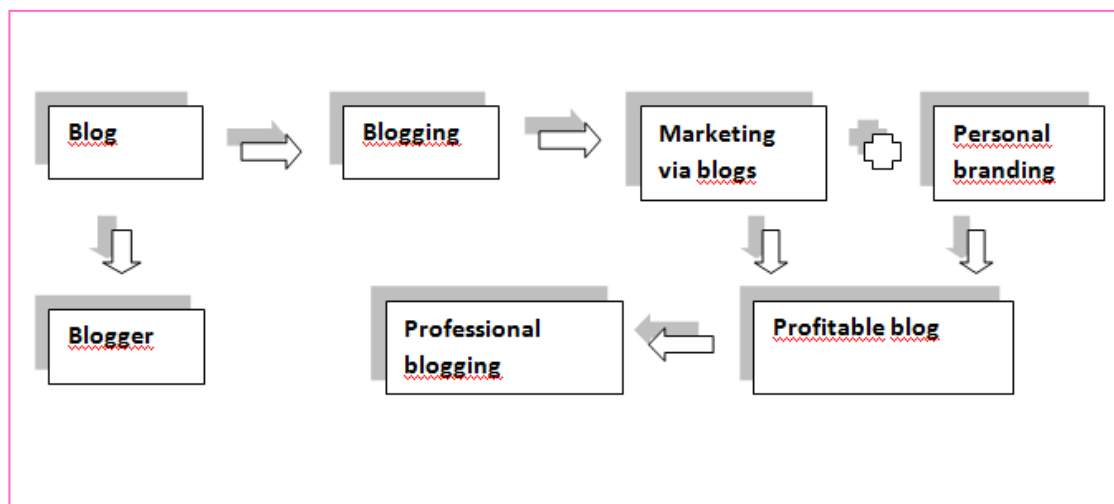 Blog
Blogging
Marketing
via blogs
Personal
branding
Blogger
Professional
blogging
Profitable blog